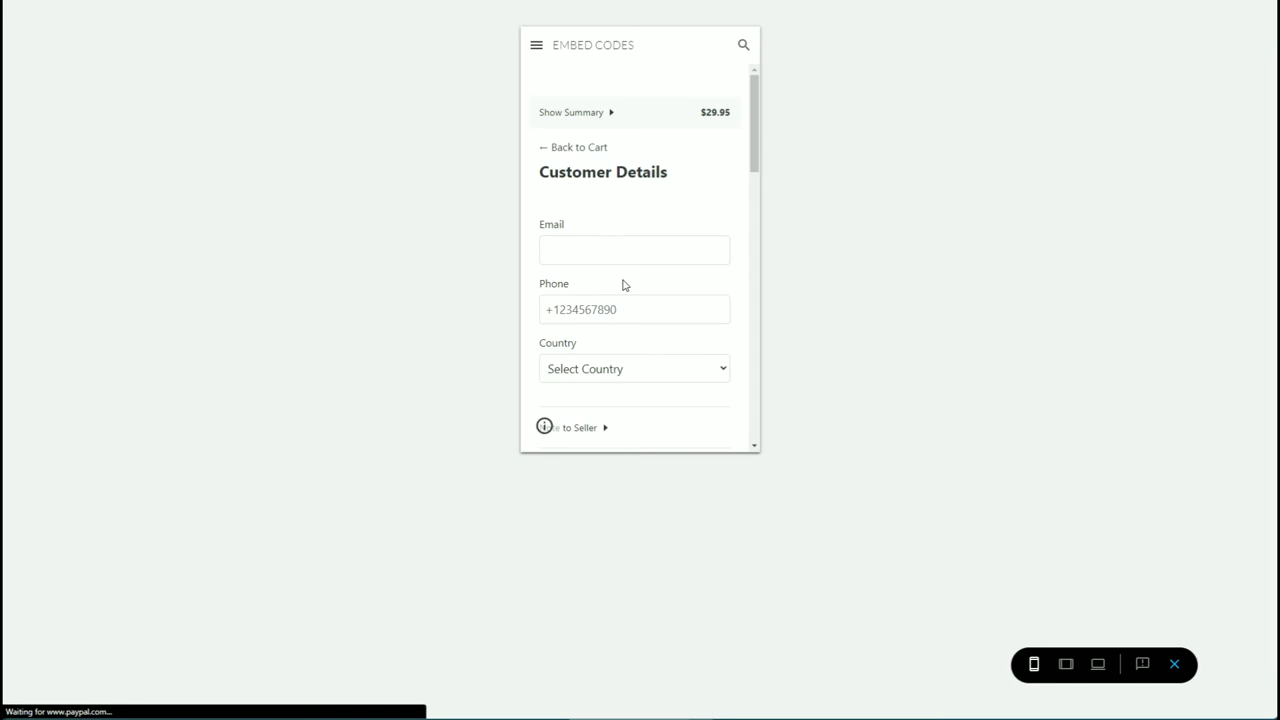 EMBED CODES
Show Summary
$29.95
← Back to Cart
Customer Details
Email
Phone
+1234567890
Country
Select Country
to Seller
Waiting for www.paypal.com...